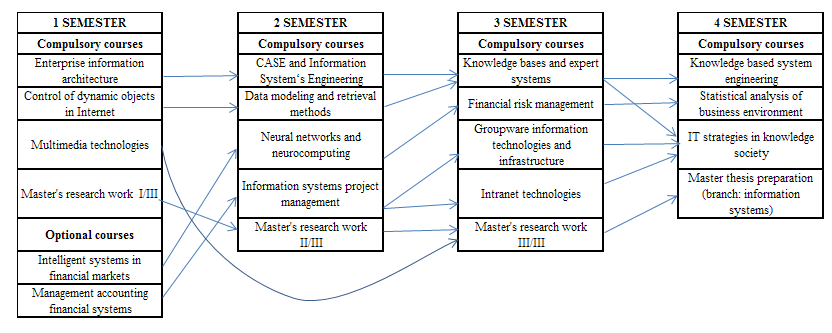 1 SEMESTER
Compulsory courses
Enterprise information
architecture
Control of dynamic objects
in Internet
Multimedia technologies
Master's research work I/III
Optional courses
Intelligent systems in
financial markets
Management accounting
financial systems
2 SEMESTER
Compulsory courses
CASE and Information
System's Engineering
Data modeling and retrieval
methods
Neural networks and
neurocomputing
Information systems project
management
Master's research work
II/III
3 SEMESTER
Compulsory courses
Knowledge bases and expert
systems
Financial risk management
Groupware information
technologies and
infrastructure
Intranet technologies
Master's research work
III/III
4 SEMESTER
Compulsory courses
Knowledge based system
engineering
Statistical analysis of
business environment
IT strategies in knowledge
society
Master thesis preparation
(branch: information
systems)